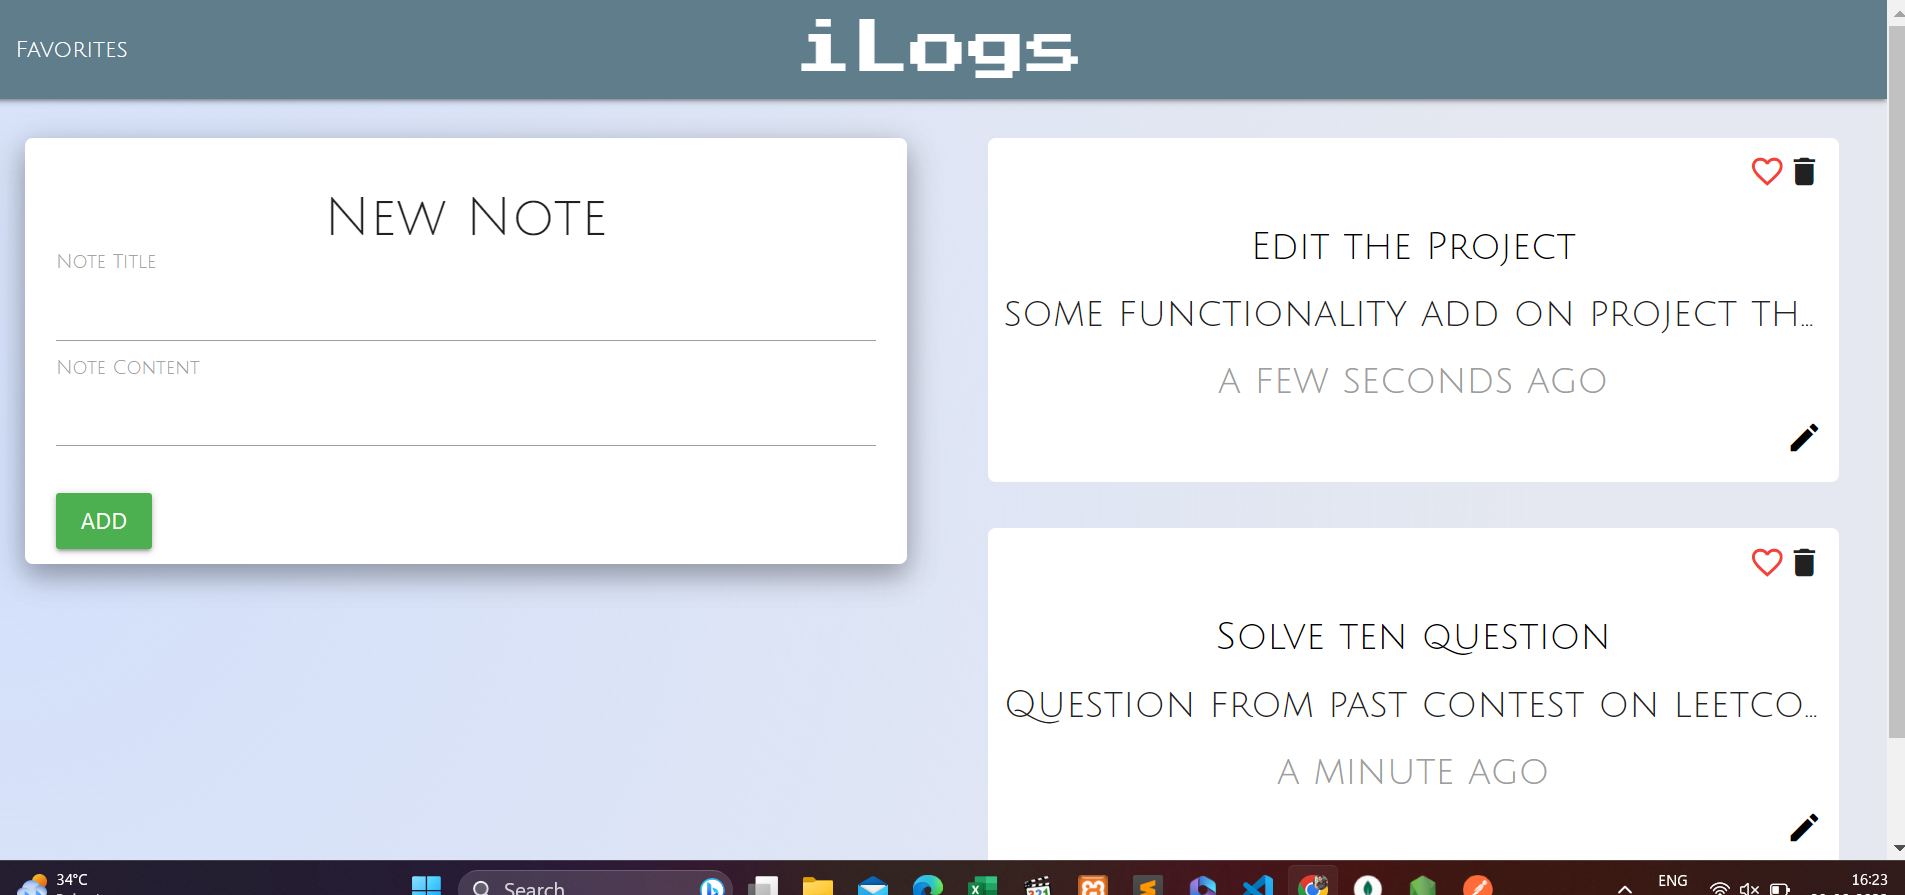 Favorites
iLogs
New Note
Note Title
Note Content
ADD
Edit the Project
some functionality add on project th...
a few seconds ago
Solve ten question
Question from past contest on leetco...
a minute ago
34°C
Search
ENG
16:23